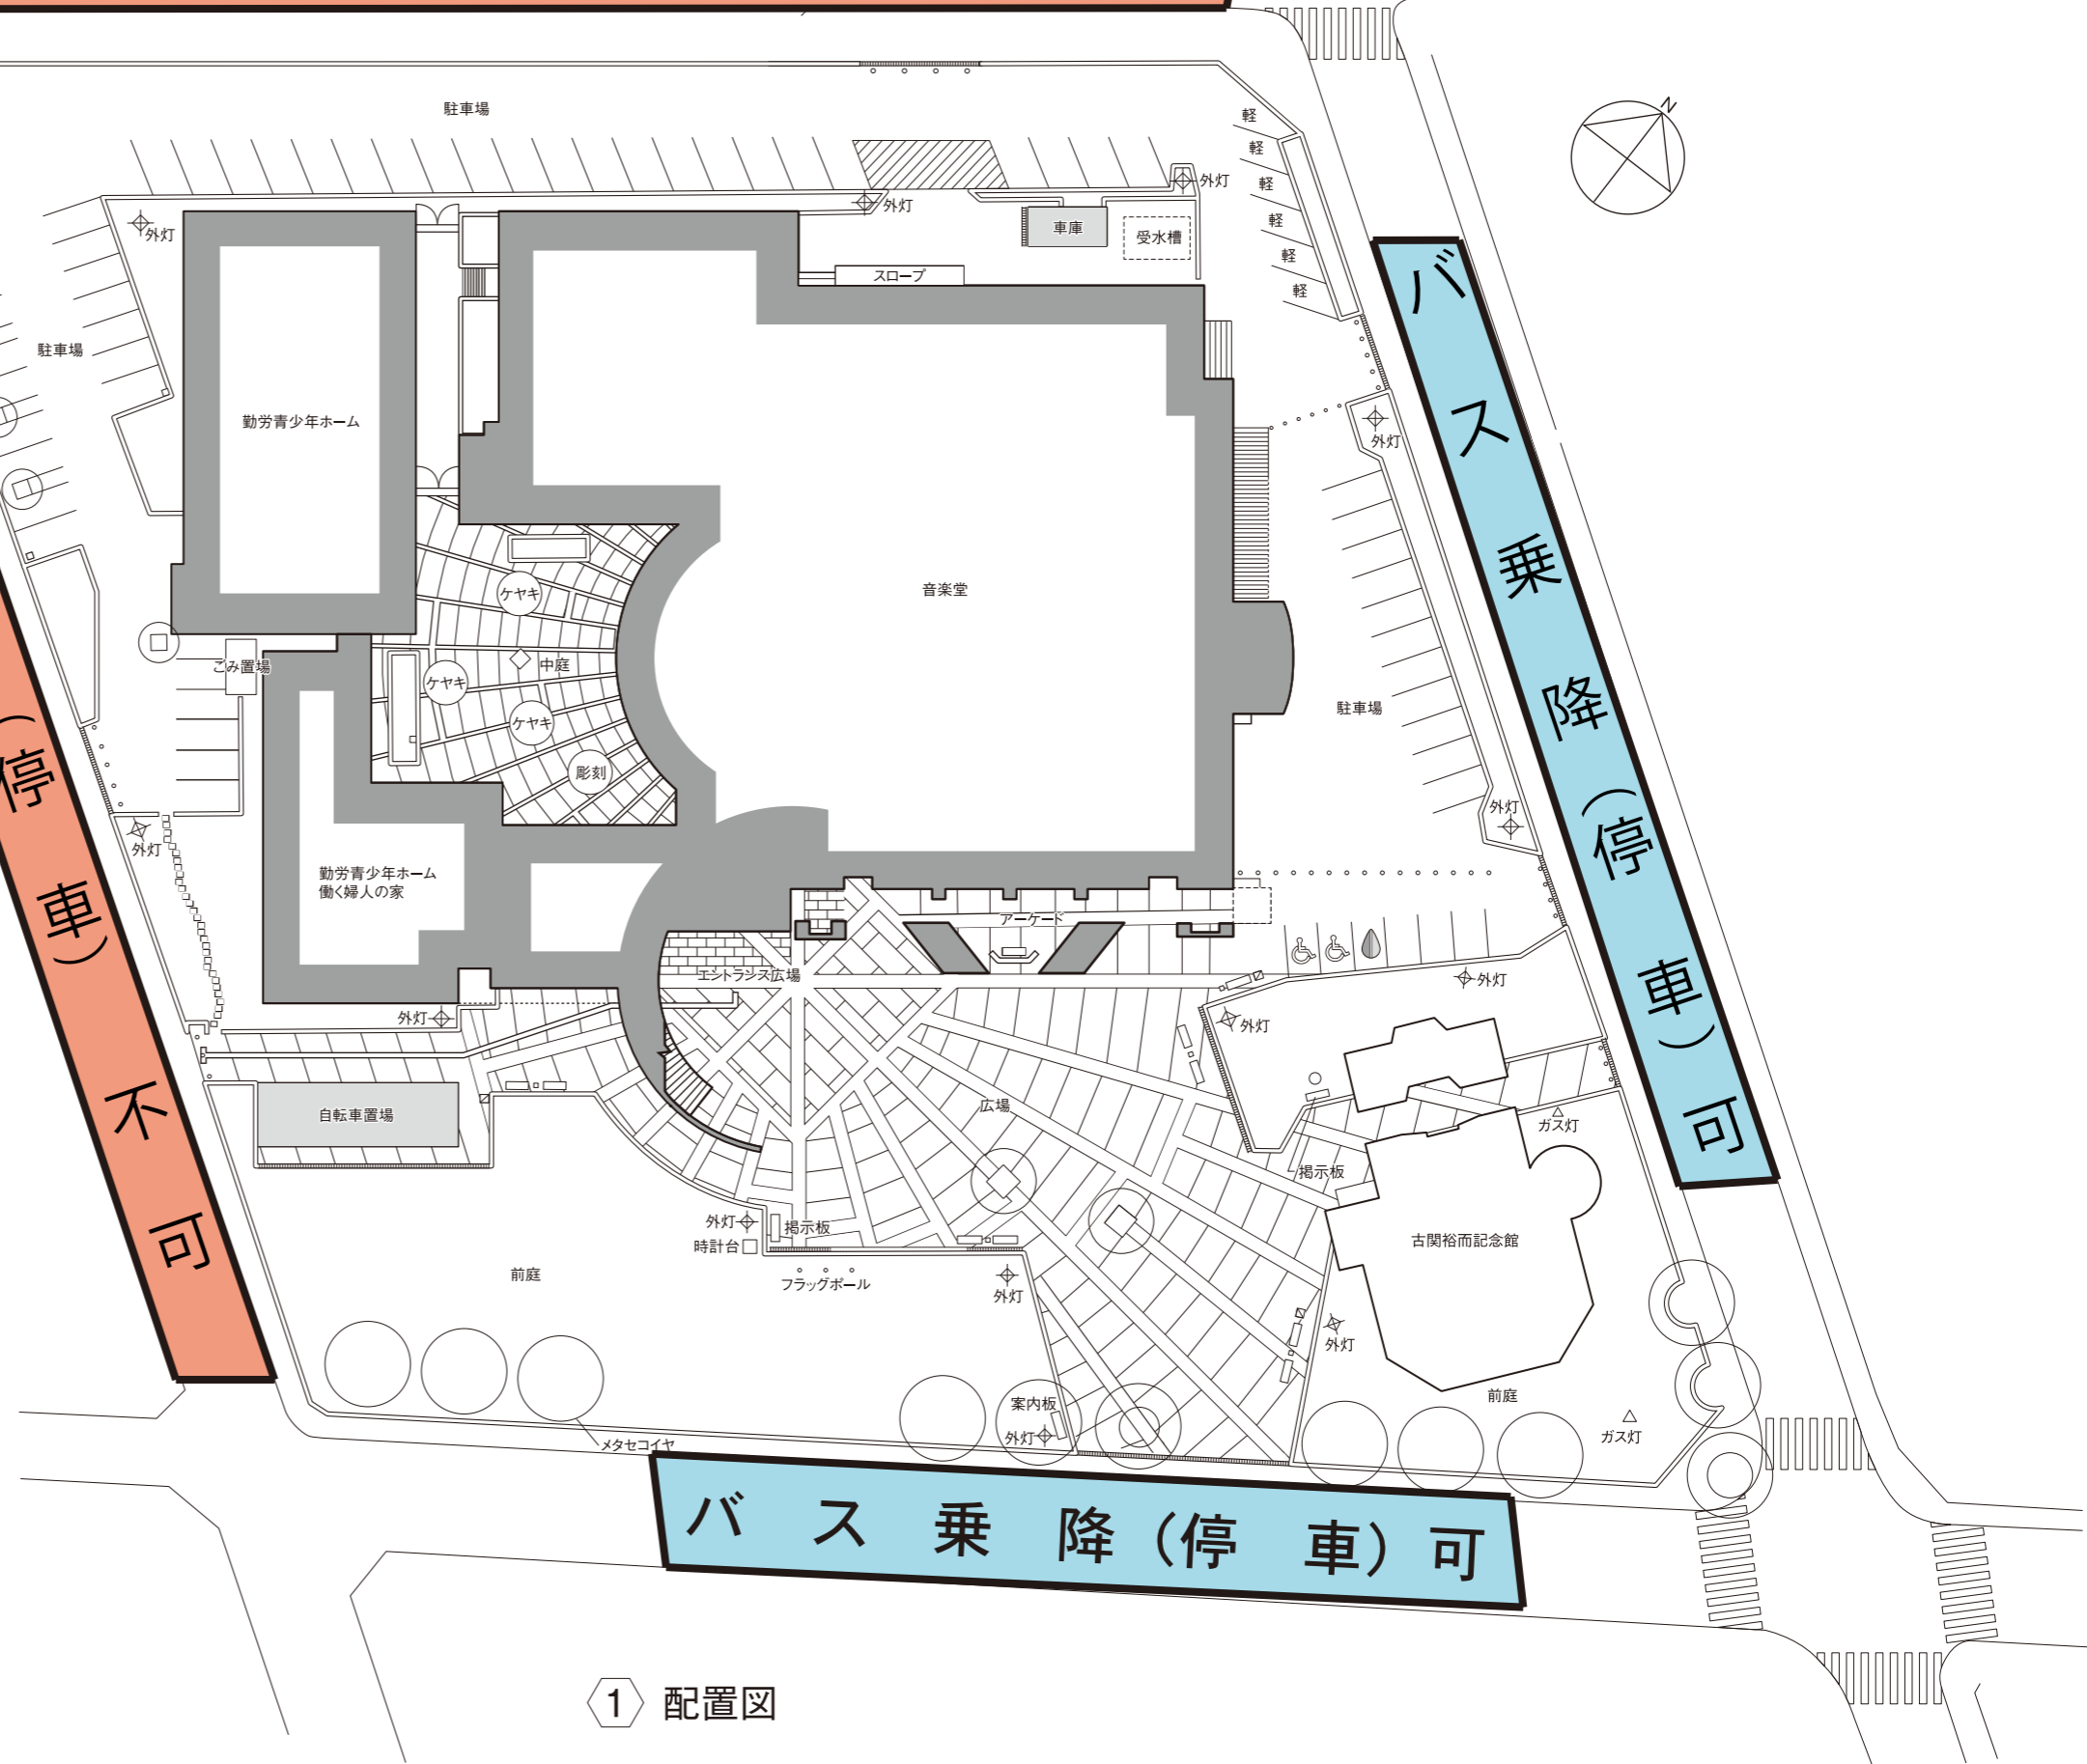 N
駐車場
軽
軽
軽
軽
軽
軽
外灯
外灯
外灯
車庫
受水槽
スロープ
駐車場
勤労青少年ホーム
外灯
音楽堂
ケヤキ
中庭
ケヤキ
ケヤキ
彫刻
ごみ置場
駐車場
外灯
外灯
勤労青少年ホーム
働く婦人の家
アーケード
エントランス広場
外灯
外灯
外灯
自転車置場
広場
ガス灯
掲示板
外灯
掲示板
時計台
フラッグポール
外灯
古関裕而記念館
前庭
外灯
前庭
案内板
外灯
ガス灯
メタセコイヤ
(停車)不可
バス乗降(停車)可
バス乗降(停車)可
1 配置図